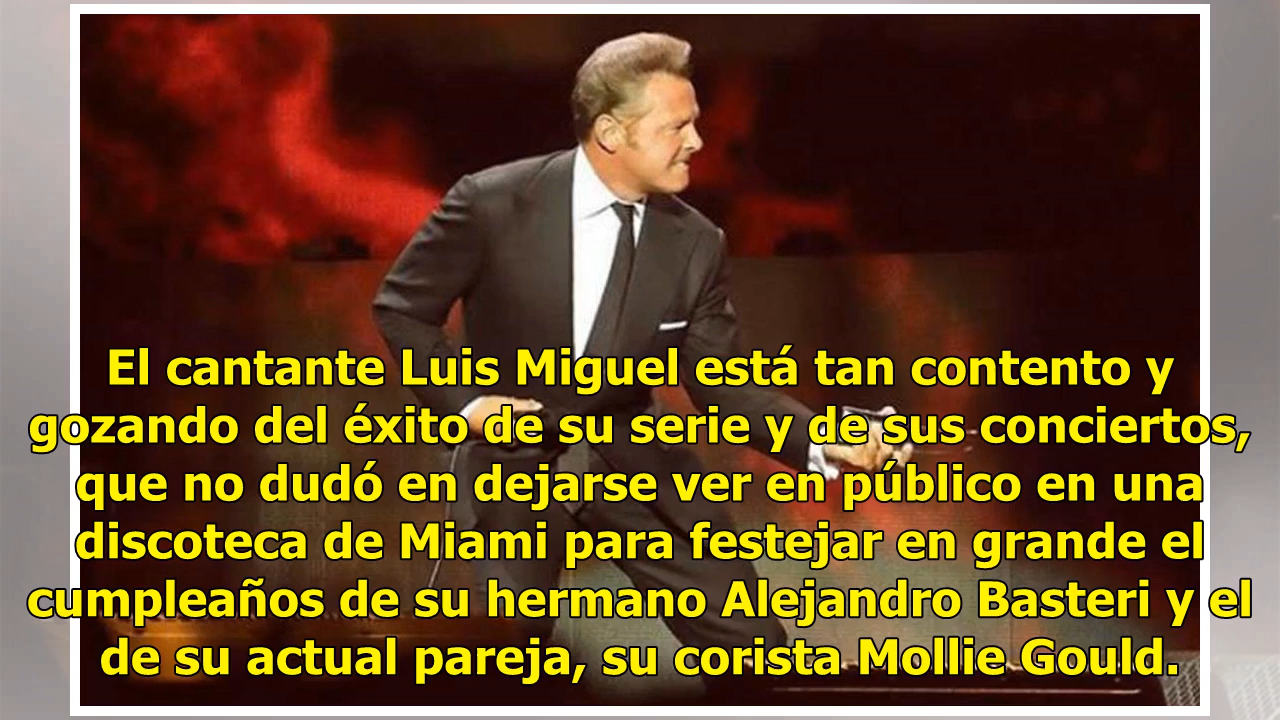 El cantante Luis Miguel está tan contento y
gozando del éxito de su serie y de sus conciertos,
que no dudó en dejarse ver en público en una
discoteca de Miami para festejar en grande el
cumpleaños de su hermano Alejandro Basteri y el
de su actual pareja, su corista Mollie Gould.